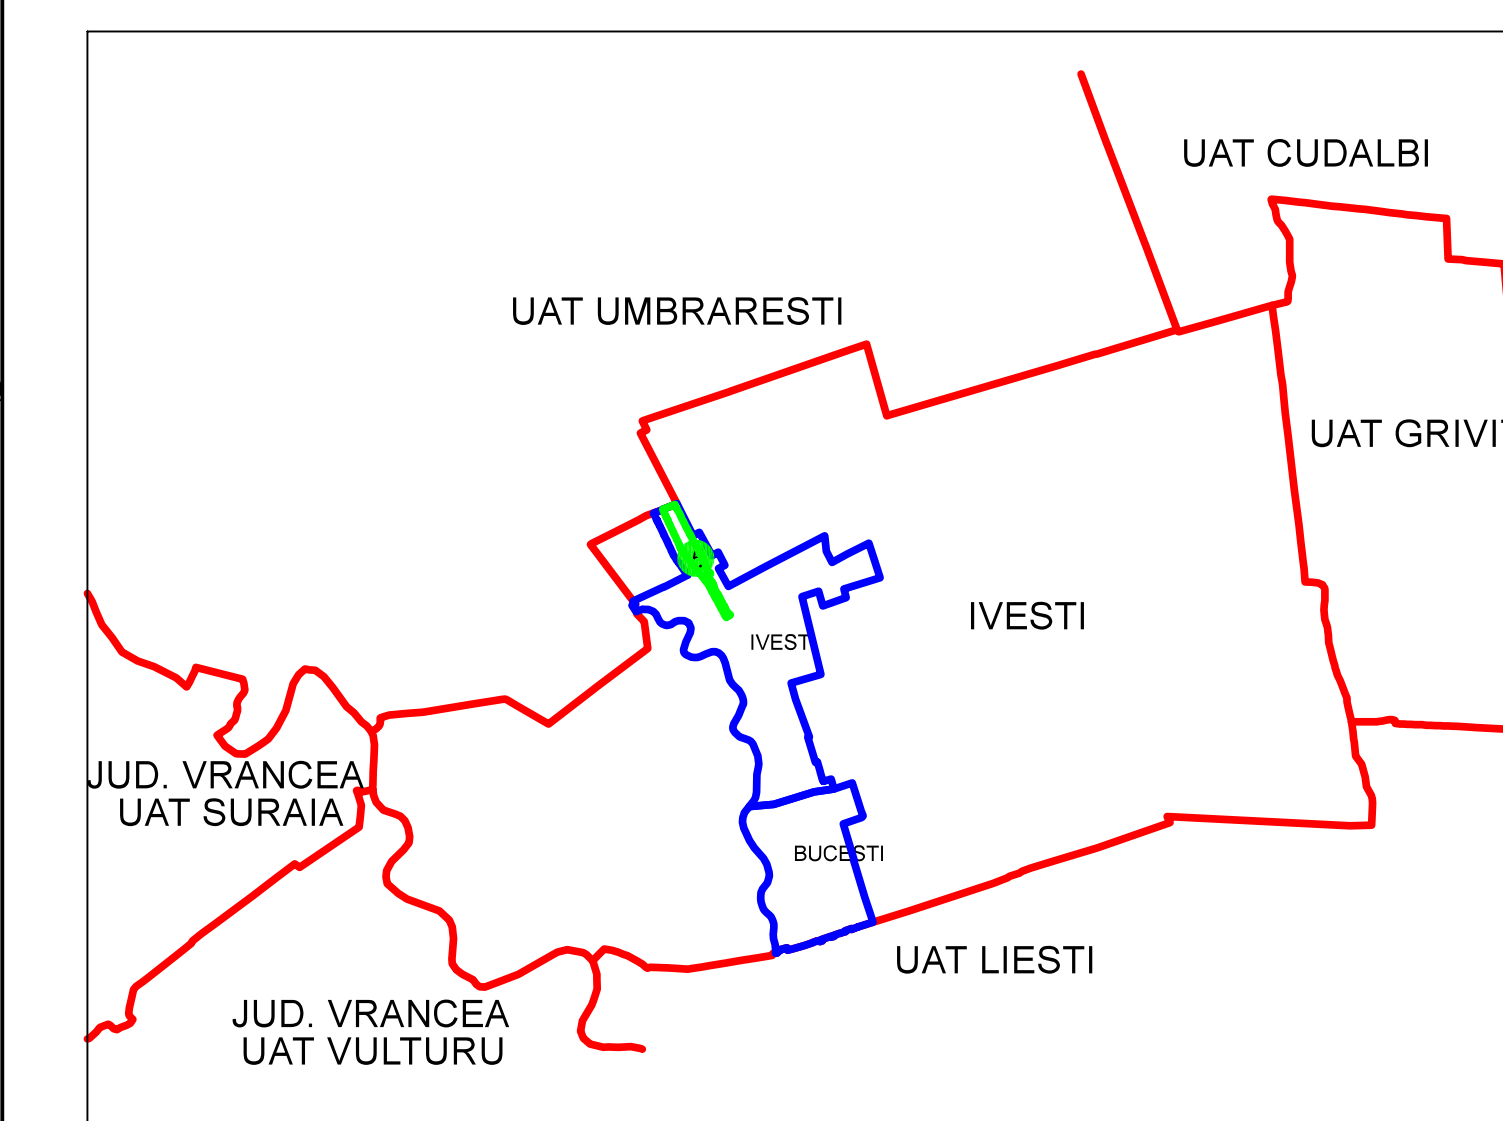 UAT CUDALBI
UAT UMBRARESTI
UAT GRIVI
IVESTI
IVESTI
JUD. VRANCEA
UAT SURAIA
BUCESTI
UAT LIESTI
JUD. VRANCEA
UAT VULTURU